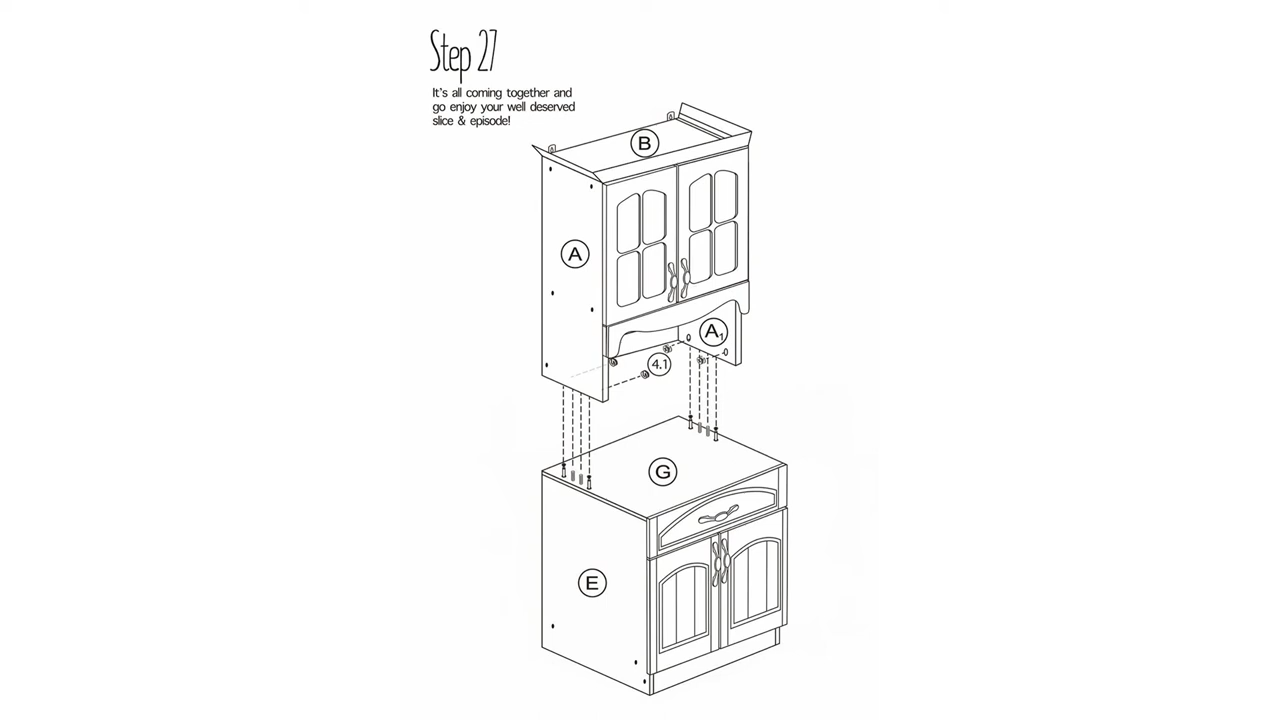 Step 27
It's all coming together and
go enjoy your well deserved
slice & episode!
B
A
A1
4.1
G
E